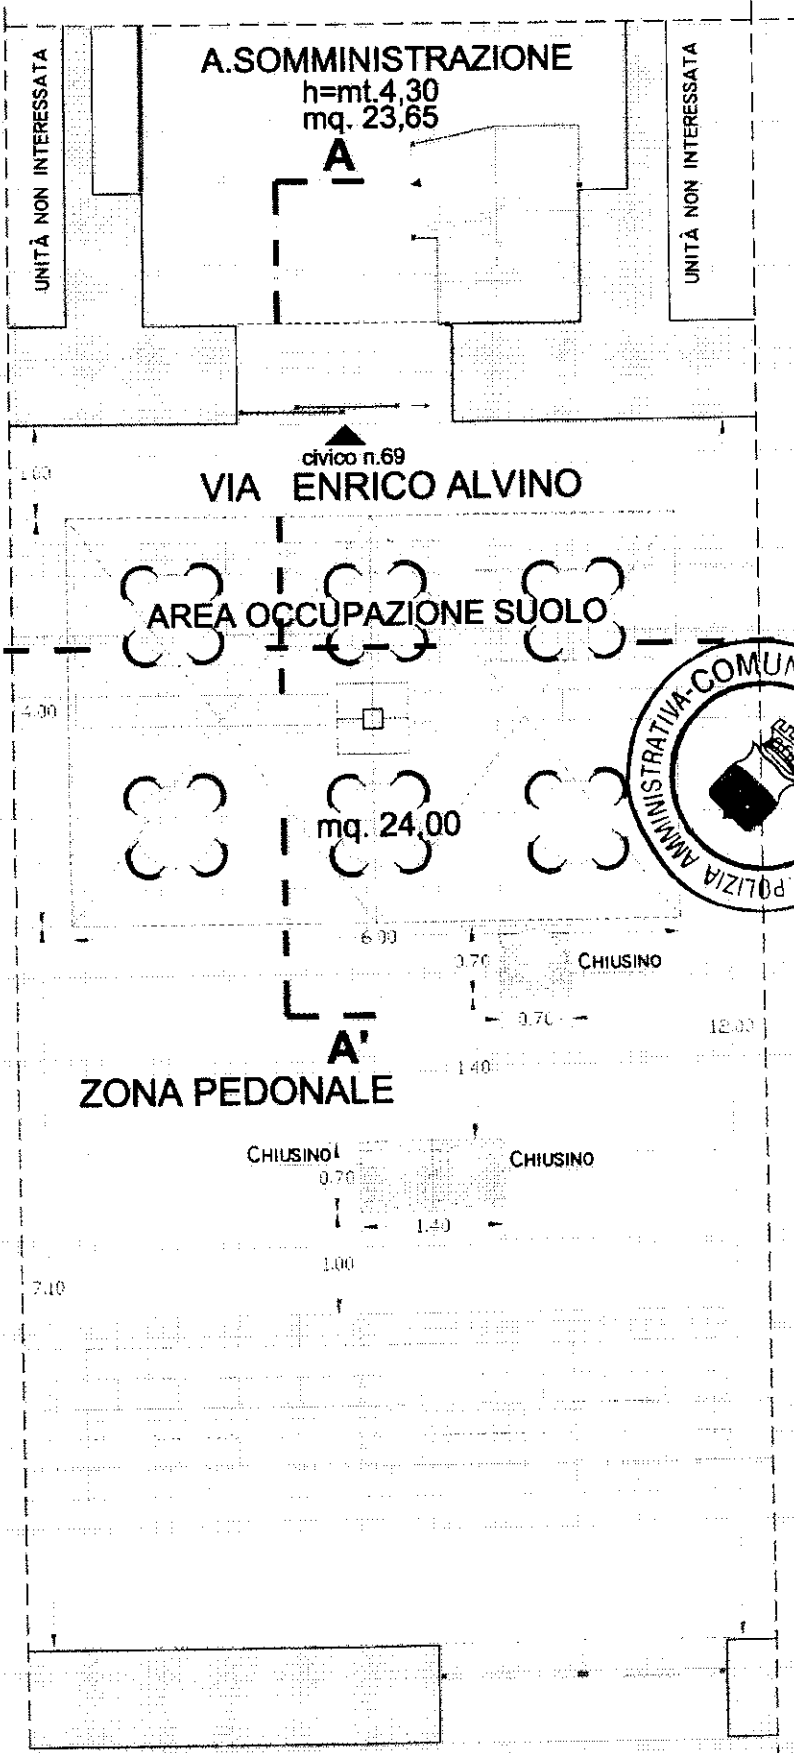 UNITÀ NON INTERESSATA
A.SOMMINISTRAZIONE
h=mt.4,30
mq. 23,65
A
UNITÀ NON INTERESSATA
civico n.69
1.00
VIA ENRICO ALVINO
AREA OCCUPAZIONE SUOLO
4.00
POLIZIA AMMINISTRATIVA-COMUN
mq. 24,00
6.00
0.70
CHIUSINO
0.70
12.00
A'
1.40
ZONA PEDONALE
CHIUSINO
0.70
CHIUSINO
1.40
1.00
7.10